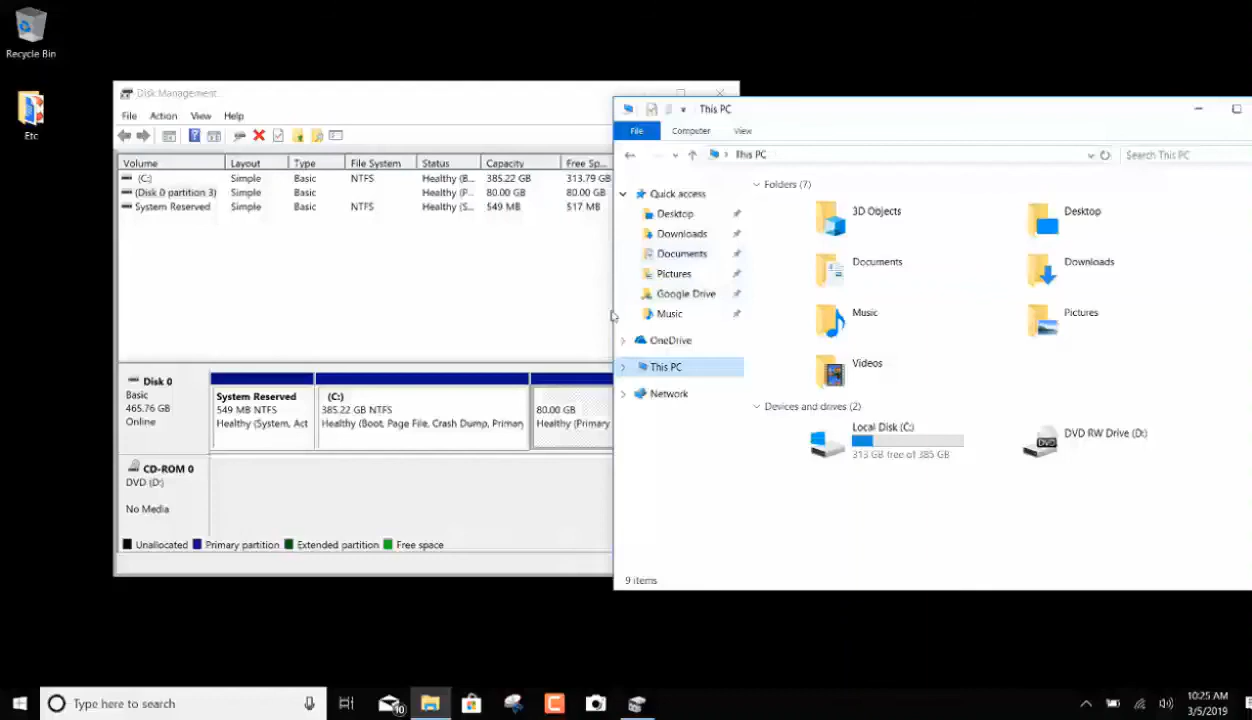 Recycle Bin
Etc
Disk Management
File Action View Help
Volume Layout Type File System Status Capacity Free Sp...
(C:) Simple Basic NTFS Healthy (B... 385.22 GB 313.79 GB
(Disk 0 partition 3) Simple Basic Healthy (P... 80.00 GB 80.00 GB
System Reserved Simple Basic NTFS Healthy (S... 549 MB 517 MB
Disk 0
Basic
465.76 GB
Online
System Reserved
549 MB NTFS
Healthy (System, Act
(C:)
385.22 GB NTFS
Healthy (Boot, Page File, Crash Dump, Primar
80.00 GB
Healthy (Primary
CD-ROM 0
DVD (D:)
No Media
Unallocated Primary partition Extended partition Free space
This PC
File Computer View
This PC
Search This PC
Quick access
Desktop
Downloads
Documents
Pictures
Google Drive
Music
OneDrive
This PC
Network
Folders (7)
3D Objects
Desktop
Documents
Downloads
Music
Pictures
Videos
Devices and drives (2)
Local Disk (C:)
313 GB free of 385 GB
DVD
DVD RW Drive (D:)
9 items
Type here to search
10
10:25 AM
3/5/2019